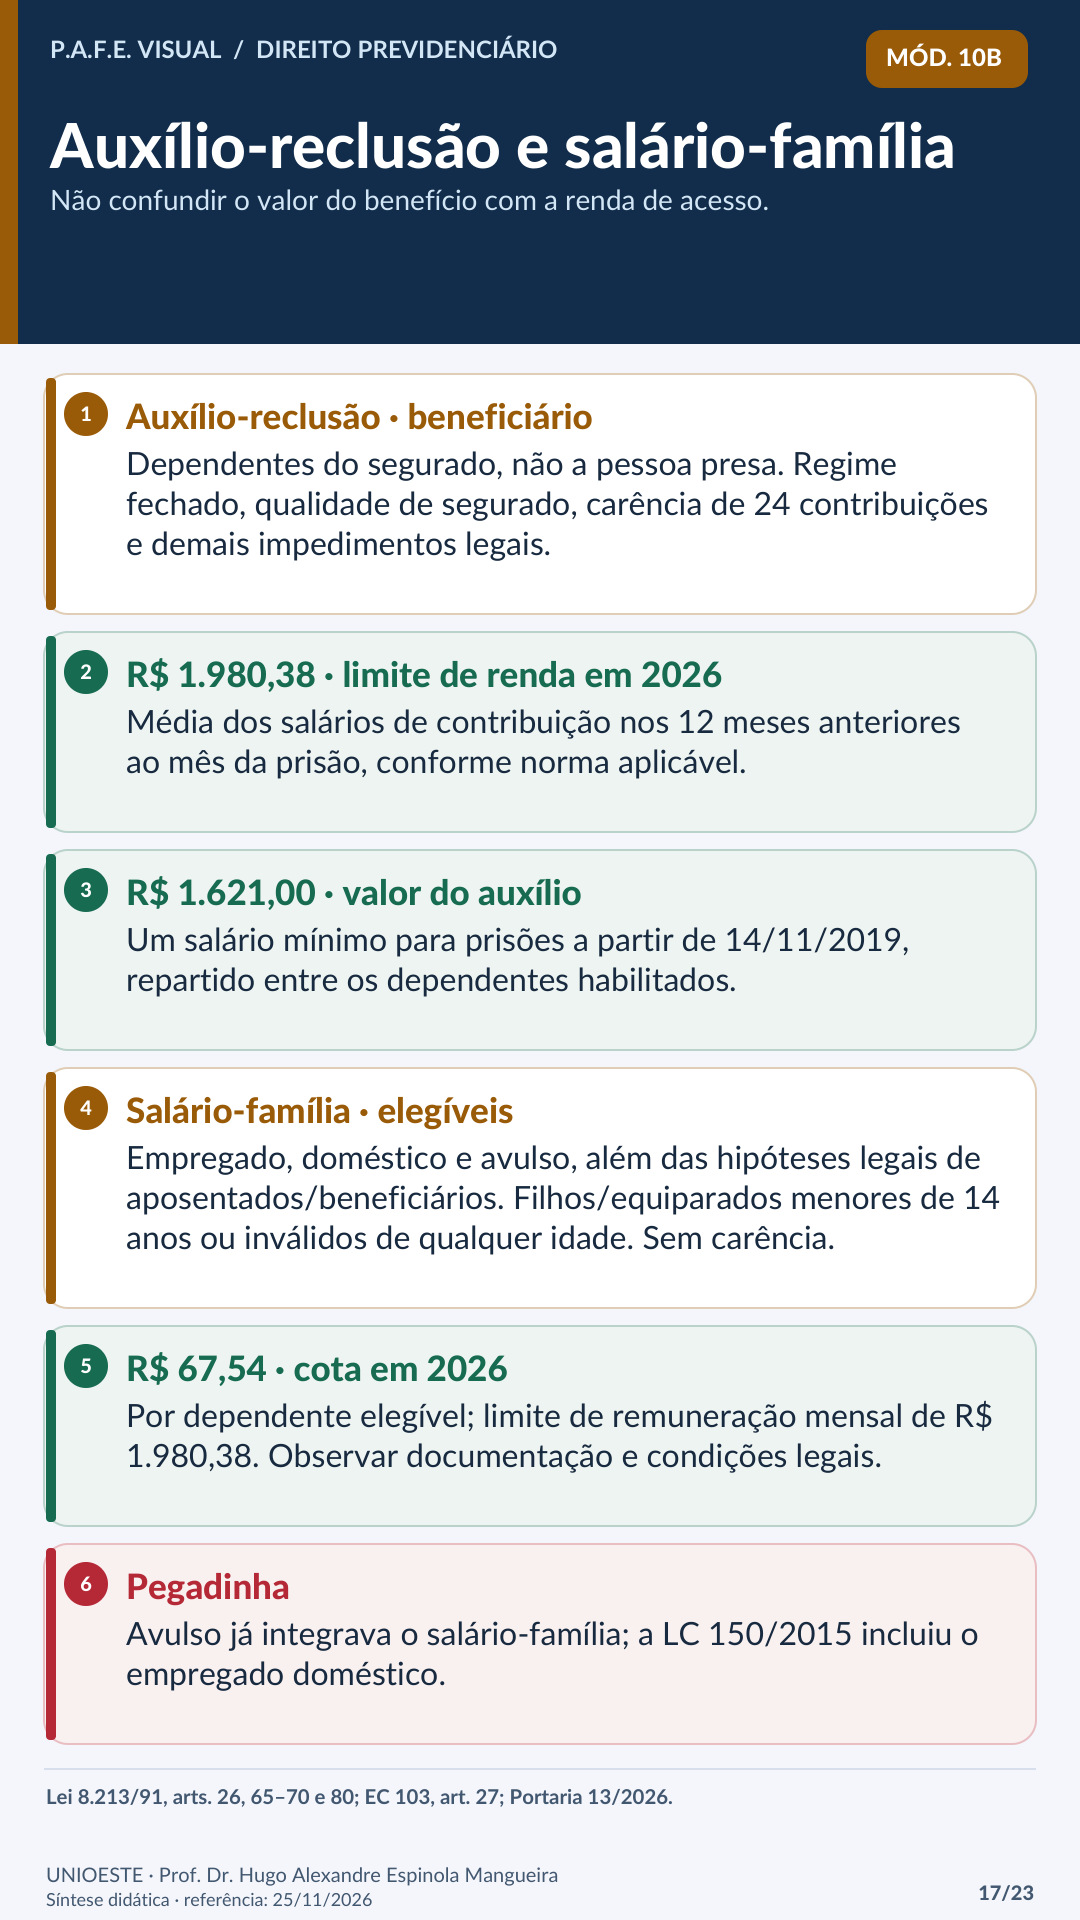 P.A.F.E. VISUAL / DIREITO PREVIDENCIÁRIO
MÓD. 10B
Auxílio-reclusão e salário-família
Não confundir o valor do benefício com a renda de acesso.
1 Auxílio-reclusão · beneficiário
Dependentes do segurado, não a pessoa presa. Regime
fechado, qualidade de segurado, carência de 24 contribuições
e demais impedimentos legais.
2 R$ 1.980,38 · limite de renda em 2026
Média dos salários de contribuição nos 12 meses anteriores
ao mês da prisão, conforme norma aplicável.
3 R$ 1.621,00 · valor do auxílio
Um salário mínimo para prisões a partir de 14/11/2019,
repartido entre os dependentes habilitados.
4 Salário-família · elegíveis
Empregado, doméstico e avulso, além das hipóteses legais de
aposentados/beneficiários. Filhos/equiparados menores de 14
anos ou inválidos de qualquer idade. Sem carência.
5 R$ 67,54 · cota em 2026
Por dependente elegível; limite de remuneração mensal de R$
1.980,38. Observar documentação e condições legais.
6 Pegadinha
Avulso já integrava o salário-família; a LC 150/2015 incluiu o
empregado doméstico.
Lei 8.213/91, arts. 26, 65–70 e 80; EC 103, art. 27; Portaria 13/2026.
UNIOESTE · Prof. Dr. Hugo Alexandre Espinola Mangueira
Síntese didática · referência: 25/11/2026
17/23